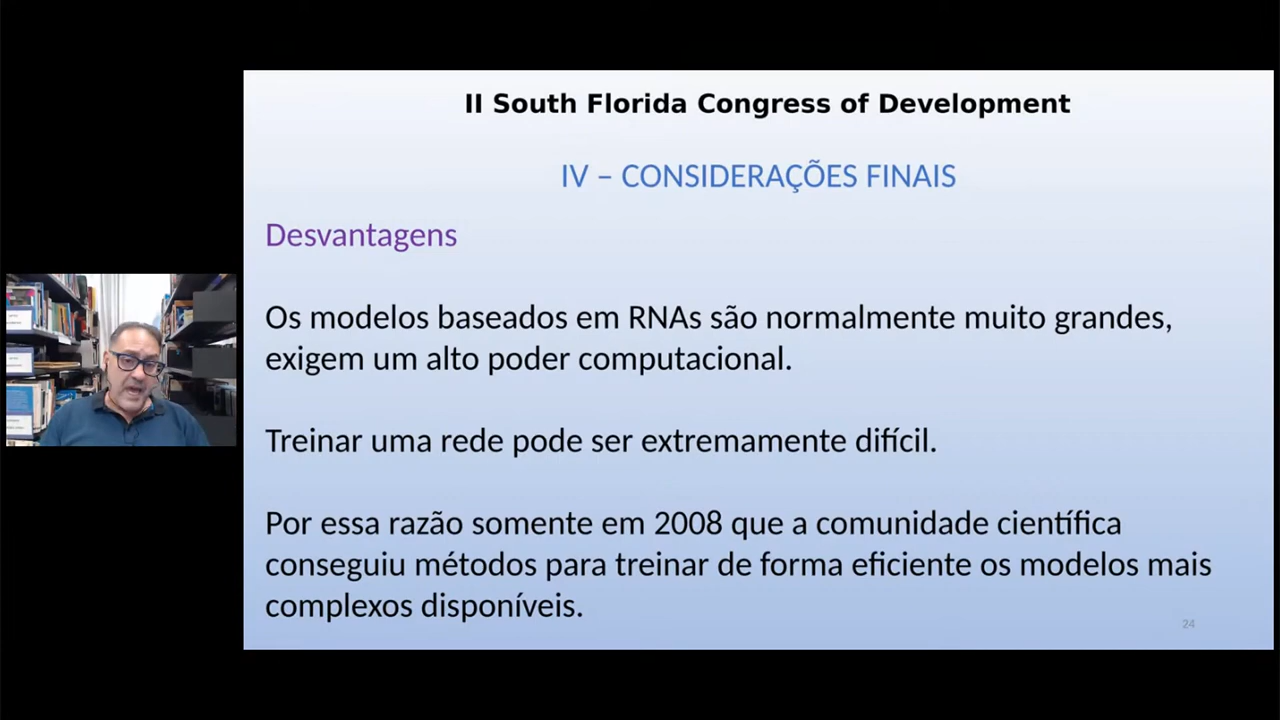 II South Florida Congress of Development
IV – CONSIDERAÇÕES FINAIS
Desvantagens
Os modelos baseados em RNAs são normalmente muito grandes,
exigem um alto poder computacional.
Treinar uma rede pode ser extremamente difícil.
Por essa razão somente em 2008 que a comunidade científica
conseguiu métodos para treinar de forma eficiente os modelos mais
complexos disponíveis.
24